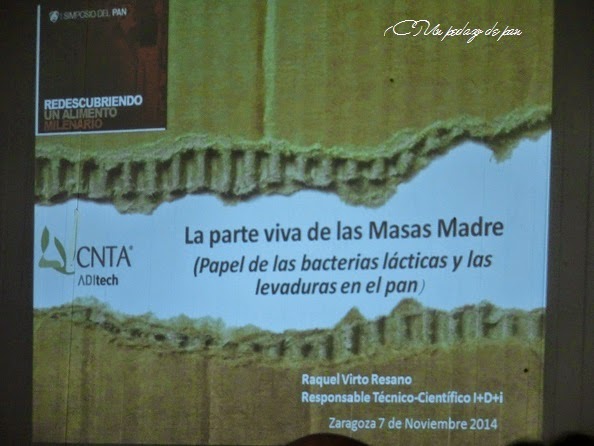 I SIMPOSIO DEL PAN
Un pedazo de pan
REDESCUBRIENDO
UN ALIMENTO
MILENARIO
CNTA®
ADItech
La parte viva de las Masas Madre
(Papel de las bacterias lácticas y las
levaduras en el pan)
Raquel Virto Resano
Responsable Técnico-Científico I+D+i
Zaragoza 7 de Noviembre 2014